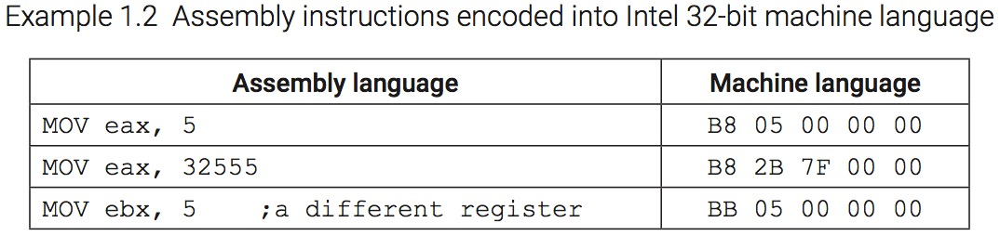 Example 1.2 Assembly instructions encoded into Intel 32-bit machine language
Assembly language Machine language
MOV eax, 5 B8 05 00 00 00
MOV eax, 32555 B8 2B 7F 00 00
MOV ebx, 5 ;a different register BB 05 00 00 00